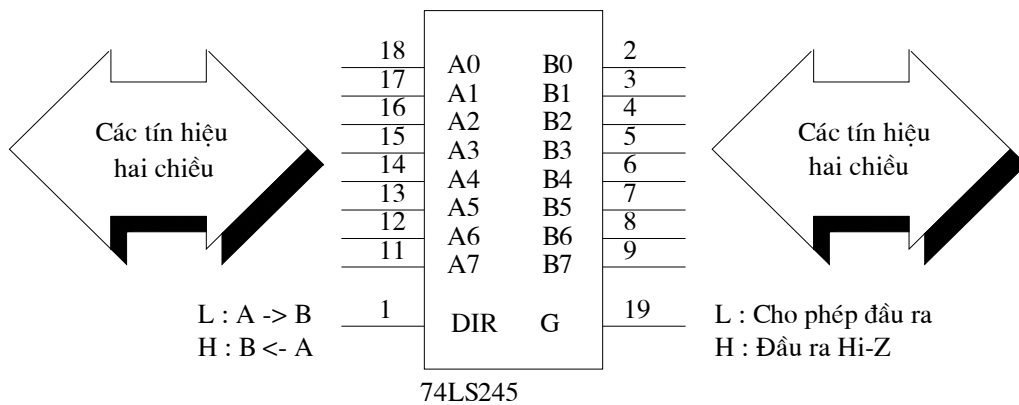 Các tín hiệu
hai chiều
18 A0 B0 2
17 A1 B1 3
16 A2 B2 4
15 A3 B3 5
14 A4 B4 6
13 A5 B5 7
12 A6 B6 8
11 A7 B7 9
Các tín hiệu
hai chiều
L : A -> B
H : B <- A
1 DIR G 19
L : Cho phép đầu ra
H : Đầu ra Hi-Z
74LS245